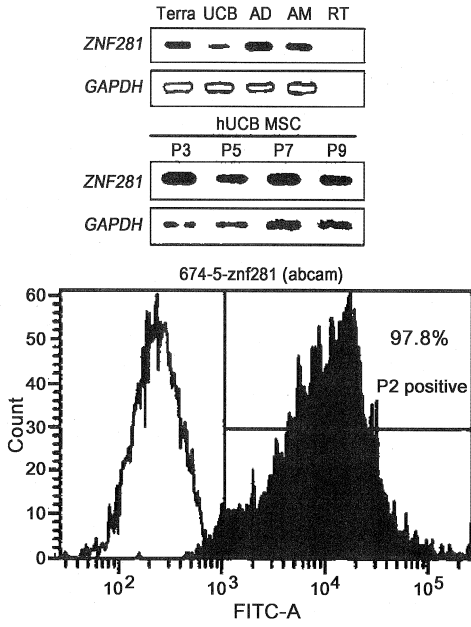 Terra UCB AD AM RT
ZNF281
GAPDH
hUCB MSC
P3 P5 P7 P9
ZNF281
GAPDH
674-5-znf281 (abcam)
60
50
40
30
20
10
0
Count
97.8%
P2 positive
10² 10³ 10⁴ 10⁵
FITC-A